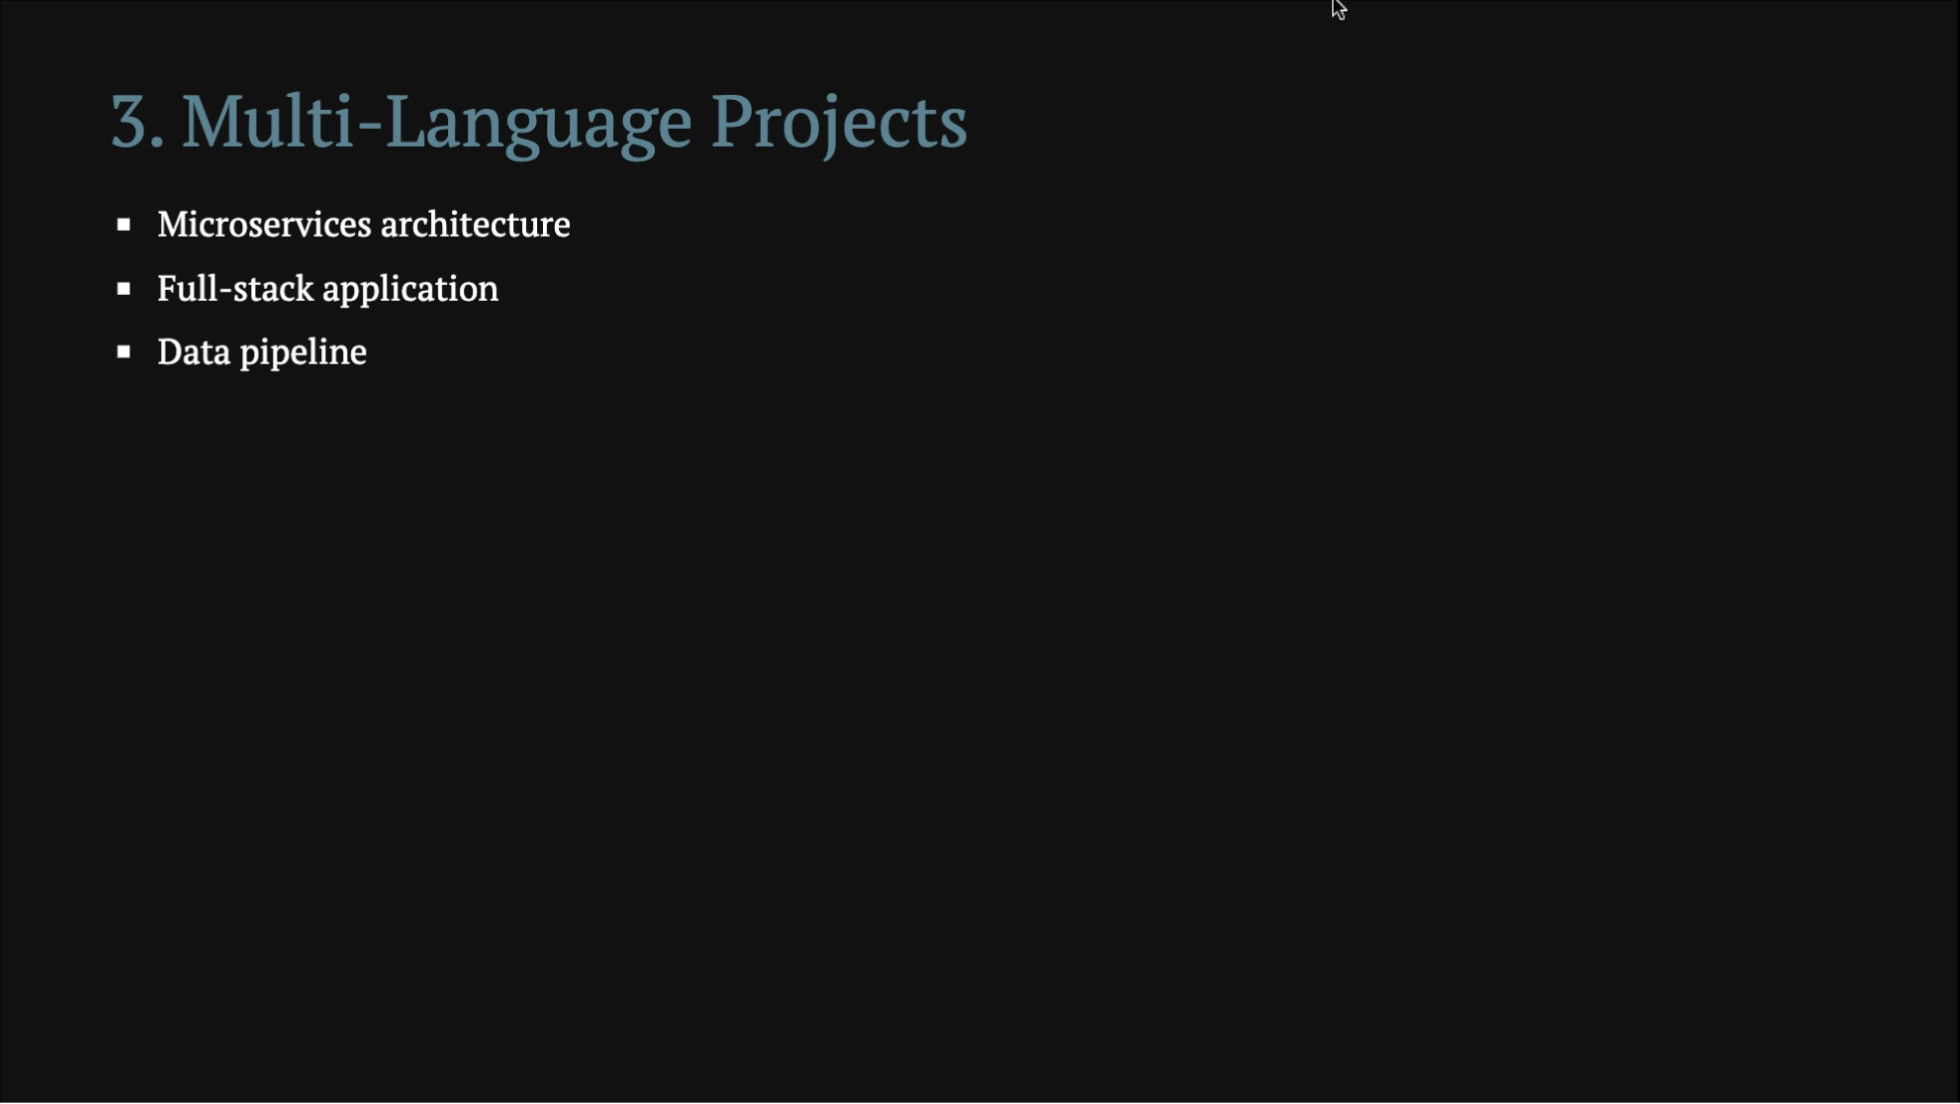 3. Multi-Language Projects
▪ Microservices architecture
▪ Full-stack application
▪ Data pipeline